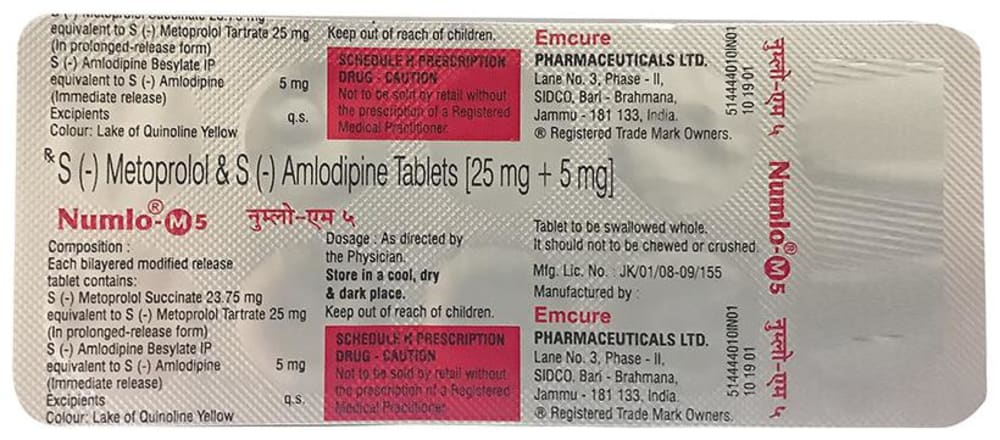 S (-) Metoprolol Succinate 23.75 mg
equivalent to S (-) Metoprolol Tartrate 25 mg
(In prolonged-release form)
S (-) Amlodipine Besylate IP
equivalent to S (-) Amlodipine 5 mg
(Immediate release)
Excipients q.s.
Colour: Lake of Quinoline Yellow
Keep out of reach of children.
SCHEDULE H PRESCRIPTION
DRUG - CAUTION
Not to be sold by retail without
the prescription of a Registered
Medical Practitioner.
Emcure
PHARMACEUTICALS LTD.
Lane No. 3, Phase - II,
SIDCO, Bari - Brahmana,
Jammu - 181 133, India.
® Registered Trade Mark Owners.
514444010IN01
10 19 01
नुम्लो-एम ५
Rx S (-) Metoprolol & S (-) Amlodipine Tablets [25 mg + 5 mg]
Numlo®-M5 नुम्लो-एम ५
Composition :
Each bilayered modified release
tablet contains:
S (-) Metoprolol Succinate 23.75 mg
equivalent to S (-) Metoprolol Tartrate 25 mg
(In prolonged-release form)
S (-) Amlodipine Besylate IP
equivalent to S (-) Amlodipine 5 mg
(Immediate release)
Excipients q.s.
Colour: Lake of Quinoline Yellow
Dosage : As directed by
the Physician.
Store in a cool, dry
& dark place.
Keep out of reach of children.
SCHEDULE H PRESCRIPTION
DRUG - CAUTION
Not to be sold by retail without
the prescription of a Registered
Medical Practitioner.
Tablet to be swallowed whole.
It should not to be chewed or crushed.
Mfg. Lic. No. : JK/01/08-09/155
Manufactured by :
Emcure
PHARMACEUTICALS LTD.
Lane No. 3, Phase - II,
SIDCO, Bari - Brahmana,
Jammu - 181 133, India.
® Registered Trade Mark Owners.
514444010IN01
10 19 01
Numlo®-M5 नुम्लो-एम ५